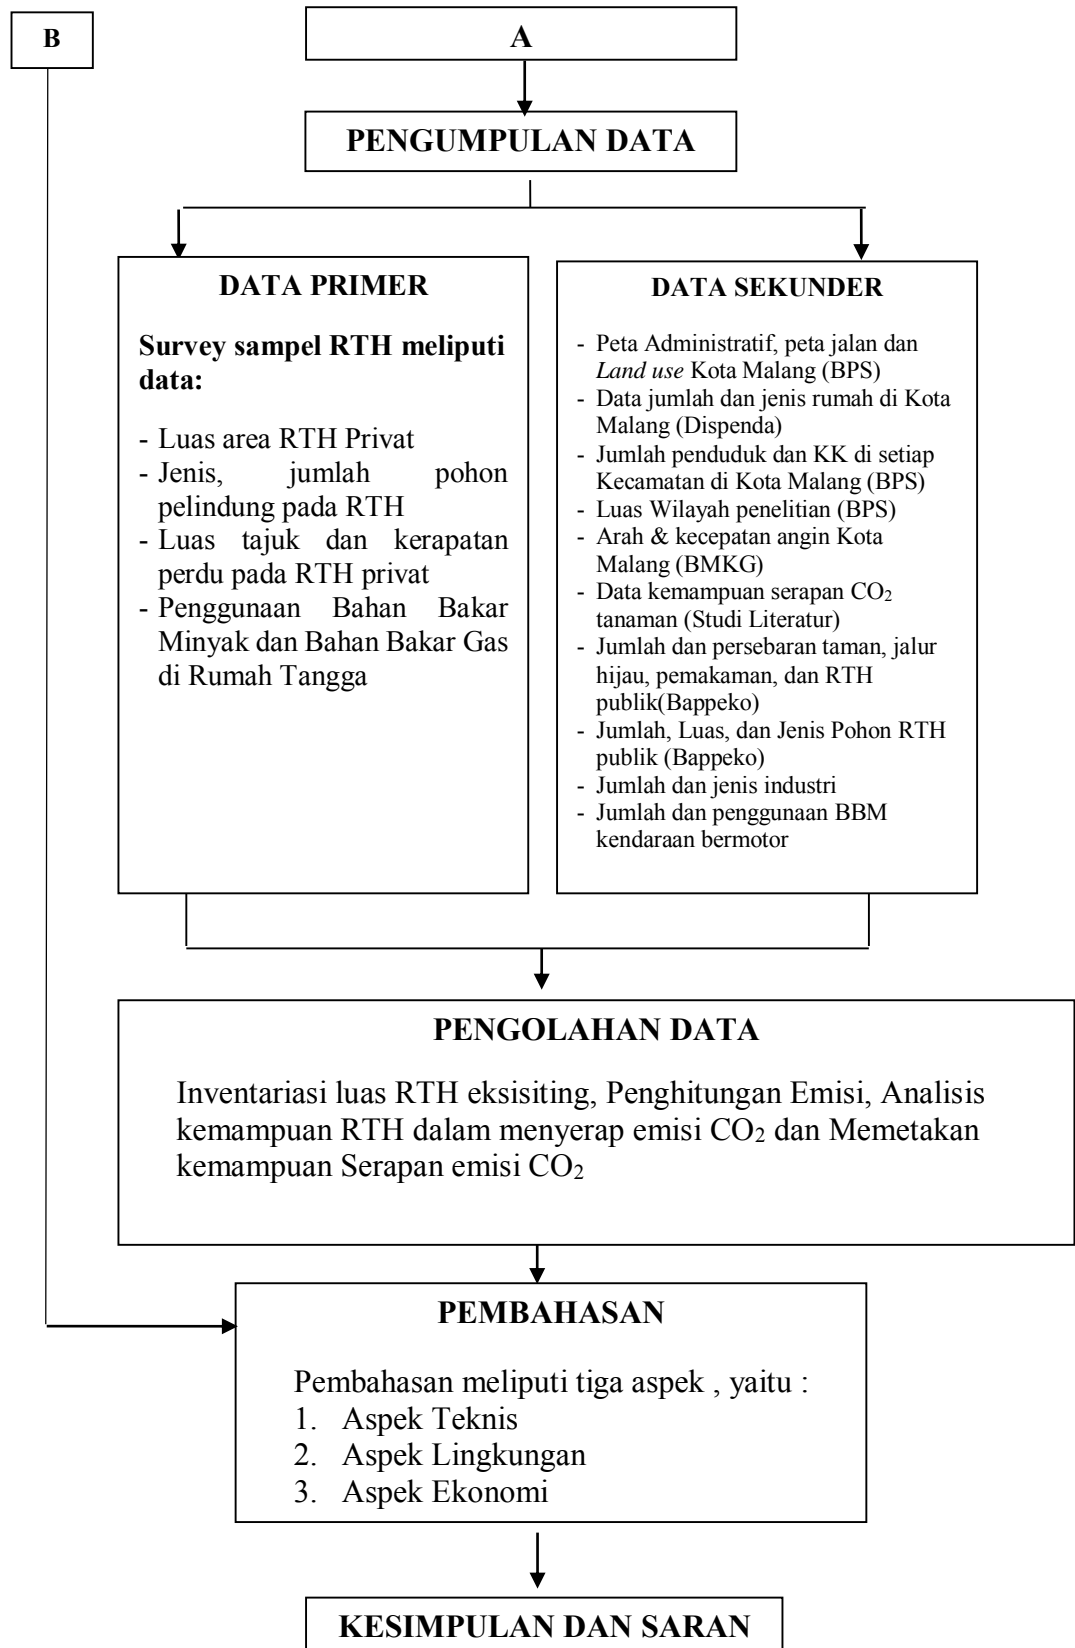 B
A
PENGUMPULAN DATA
DATA PRIMER
Survey sampel RTH meliputi
data:
- Luas area RTH Privat
- Jenis, jumlah pohon
pelindung pada RTH
- Luas tajuk dan kerapatan
perdu pada RTH privat
- Penggunaan Bahan Bakar
Minyak dan Bahan Bakar Gas
di Rumah Tangga
DATA SEKUNDER
- Peta Administratif, peta jalan dan
Land use Kota Malang (BPS)
- Data jumlah dan jenis rumah di Kota
Malang (Dispenda)
- Jumlah penduduk dan KK di setiap
Kecamatan di Kota Malang (BPS)
- Luas Wilayah penelitian (BPS)
- Arah & kecepatan angin Kota
Malang (BMKG)
- Data kemampuan serapan CO₂
tanaman (Studi Literatur)
- Jumlah dan persebaran taman, jalur
hijau, pemakaman, dan RTH
publik(Bappeko)
- Jumlah, Luas, dan Jenis Pohon RTH
publik (Bappeko)
- Jumlah dan jenis industri
- Jumlah dan penggunaan BBM
kendaraan bermotor
PENGOLAHAN DATA
Inventariasi luas RTH eksisiting, Penghitungan Emisi, Analisis
kemampuan RTH dalam menyerap emisi CO₂ dan Memetakan
kemampuan Serapan emisi CO₂
PEMBAHASAN
Pembahasan meliputi tiga aspek , yaitu :
1. Aspek Teknis
2. Aspek Lingkungan
3. Aspek Ekonomi
KESIMPULAN DAN SARAN